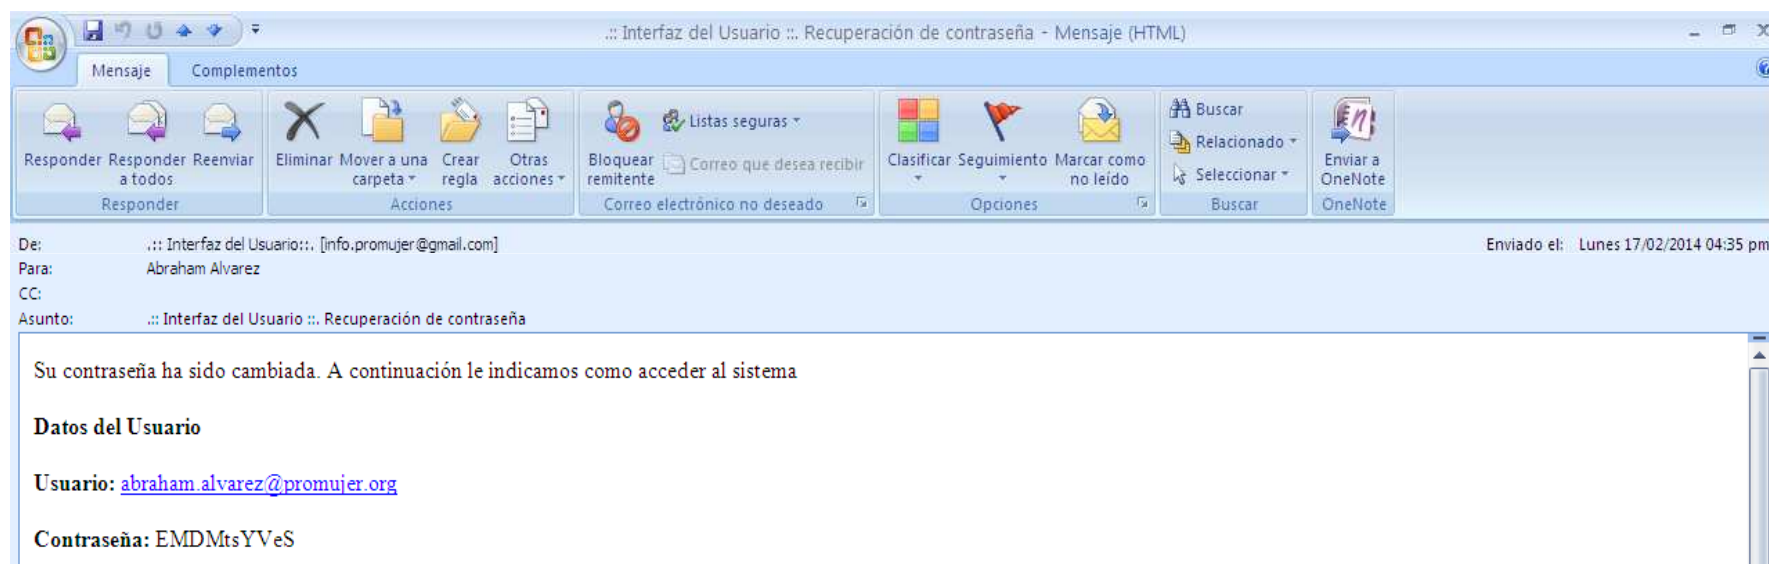 .:: Interfaz del Usuario ::. Recuperación de contraseña - Mensaje (HTML)
Mensaje Complementos
Responder Responder a todos Reenviar
Responder
Eliminar Mover a una carpeta Crear regla Otras acciones
Acciones
Bloquear remitente Listas seguras
Correo que desea recibir
Correo electrónico no deseado
Clasificar Seguimiento Marcar como no leído
Opciones
Buscar
Relacionado
Seleccionar
Buscar
Enviar a OneNote
OneNote
De: .:: Interfaz del Usuario::. [info.promujer@gmail.com] Enviado el: Lunes 17/02/2014 04:35 pm
Para: Abraham Alvarez
CC:
Asunto: .:: Interfaz del Usuario ::. Recuperación de contraseña
Su contraseña ha sido cambiada. A continuación le indicamos como acceder al sistema
Datos del Usuario
Usuario: abraham.alvarez@promujer.org
Contraseña: EMDMtsYVeS